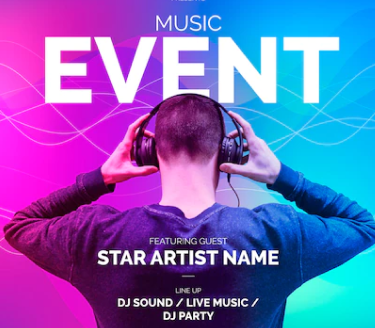 MUSIC
EVENT
FEATURING GUEST
STAR ARTIST NAME
LINE UP
DJ SOUND / LIVE MUSIC /
DJ PARTY